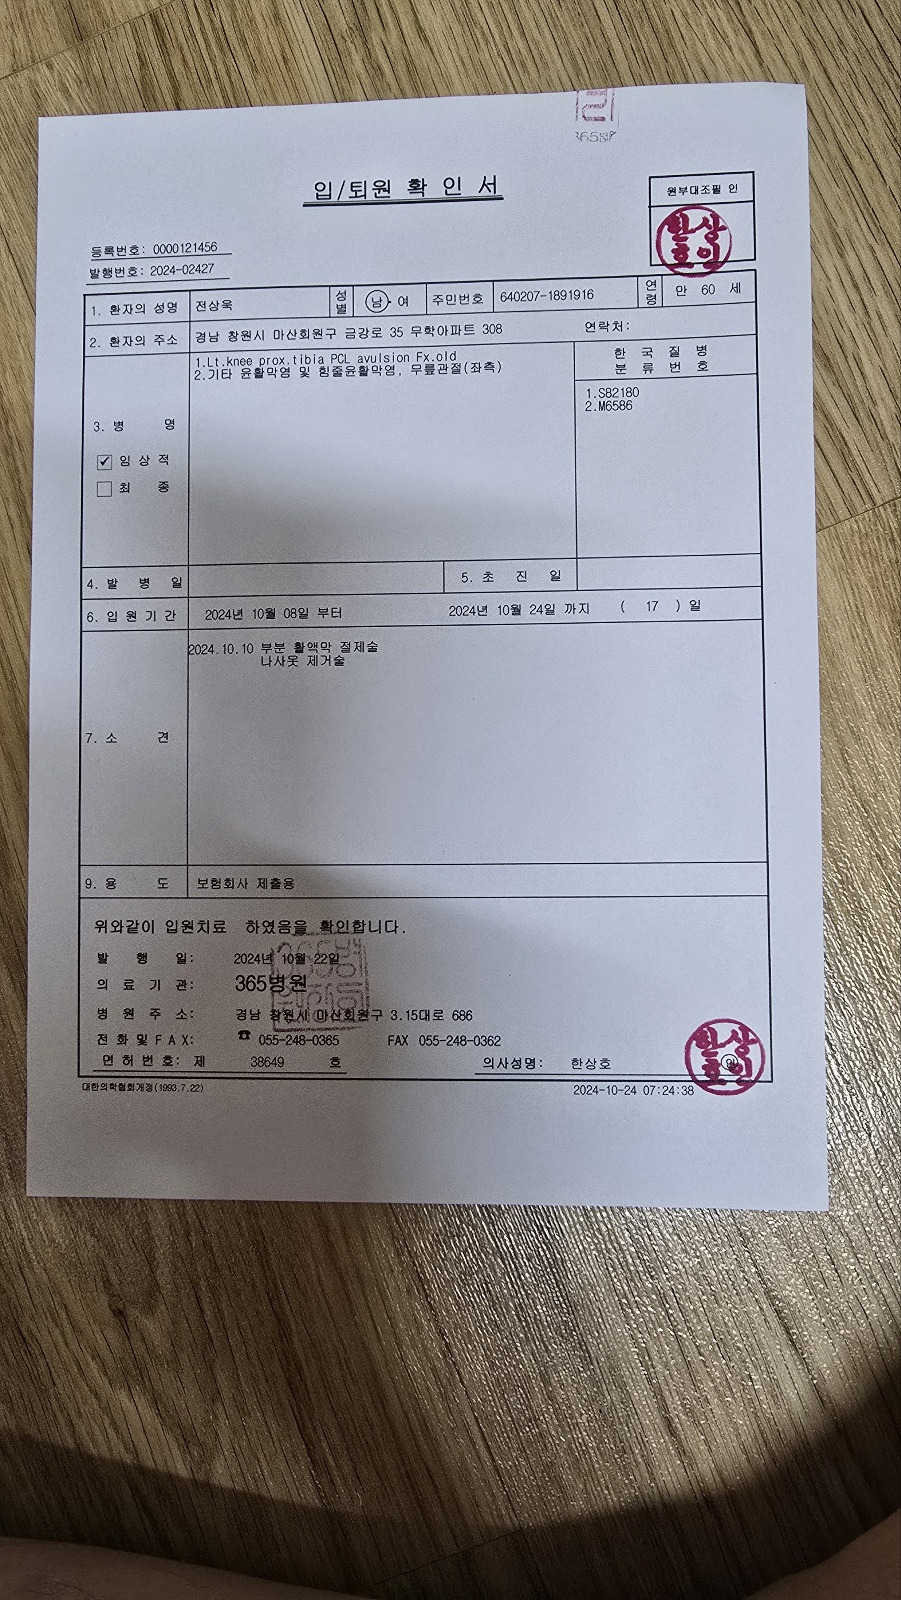 입/퇴원 확인서
원부대조필 인
한상호인
등록번호: 0000121456
발행번호: 2024-02427
1. 환자의 성명 전상욱 성별 남·여 주민번호 640207-1891916 연령 만 60 세
2. 환자의 주소 경남 창원시 마산회원구 금강로 35 무학아파트 308 연락처:
3. 병 명
✔ 임상적
최 종
1.Lt.knee prox.tibia PCL avulsion Fx.old
2.기타 윤활막염 및 힘줄윤활막염, 무릎관절(좌측)
한국질병
분류번호
1.S82180
2.M6586
4. 발 병 일 5. 초 진 일
6. 입원기간 2024년 10월 08일 부터 2024년 10월 24일 까지 ( 17 ) 일
7. 소 견
2024.10.10 부분 활액막 절제술
나사못 제거술
9. 용 도 보험회사 제출용
위와같이 입원치료 하였음을 확인합니다.
발 행 일: 2024년 10월 22일
의료기관: 365병원
병원주소: 경남 창원시 마산회원구 3.15대로 686
전화및FAX: ☎ 055-248-0365 FAX 055-248-0362
면허번호: 제 38649 호 의사성명: 한상호 인
한상호인
대한의학협회개정(1993.7.22) 2024-10-24 07:24:38